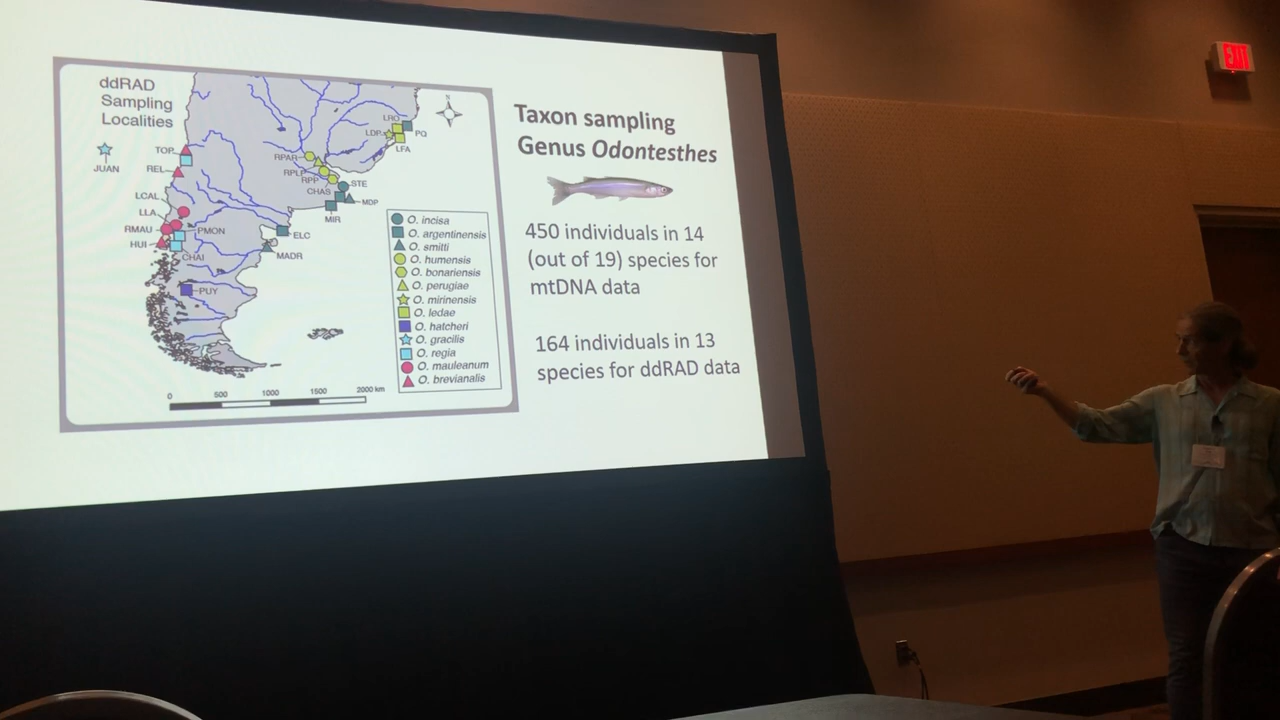 ddRAD
Sampling
Localities
N
JUAN
TOP
REL
LCAL
LLA
RMAU
HUI
PMON
CHAI
PUY
LRO
LDP
PQ
LFA
RPAR
RPLP
RPP
CHAS
STE
MDP
MIR
ELC
MADR
O. incisa
O. argentinensis
O. smitti
O. humensis
O. bonariensis
O. perugiae
O. mirinensis
O. ledae
O. hatcheri
O. gracilis
O. regia
O. mauleanum
O. brevianalis
0 500 1000 1500 2000 km
Taxon sampling
Genus Odontesthes
450 individuals in 14
(out of 19) species for
mtDNA data
164 individuals in 13
species for ddRAD data
EXIT